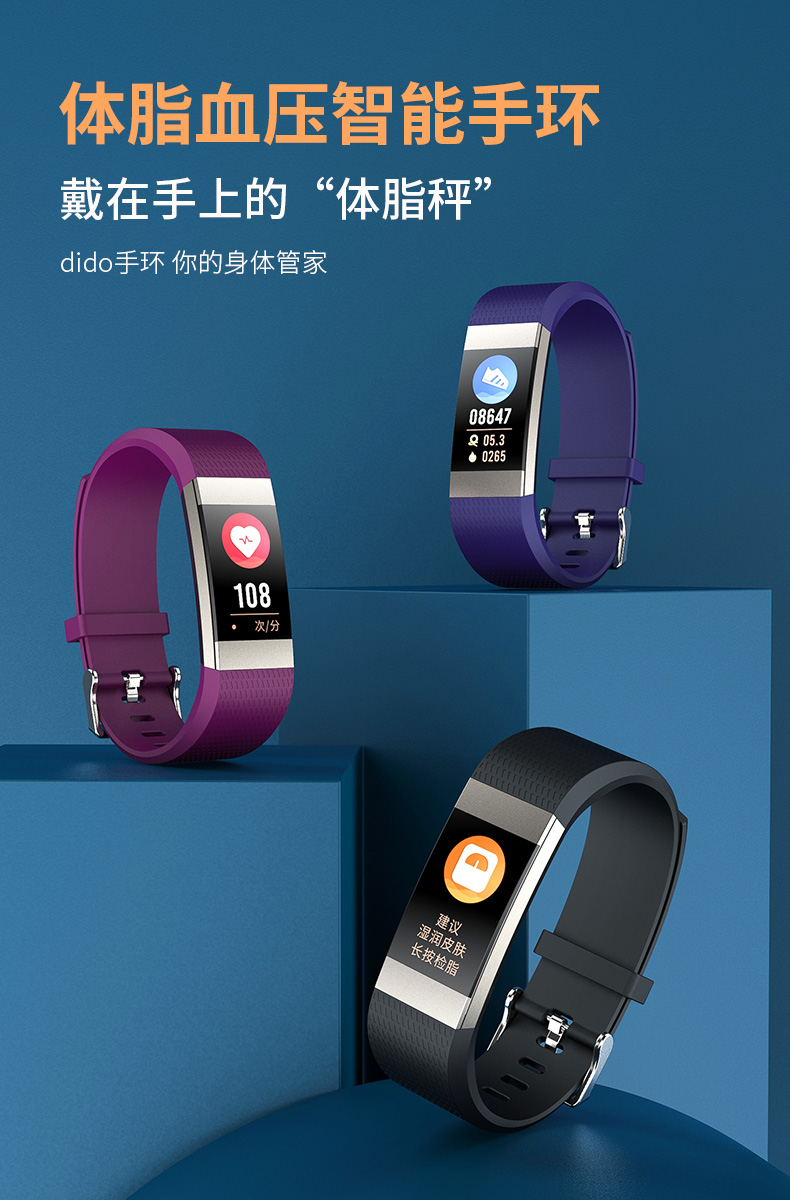 体脂血压智能手环
戴在手上的“体脂秤”
dido手环 你的身体管家
08647
05.3
0265
108
次/分
建议
湿润皮肤
长按检脂